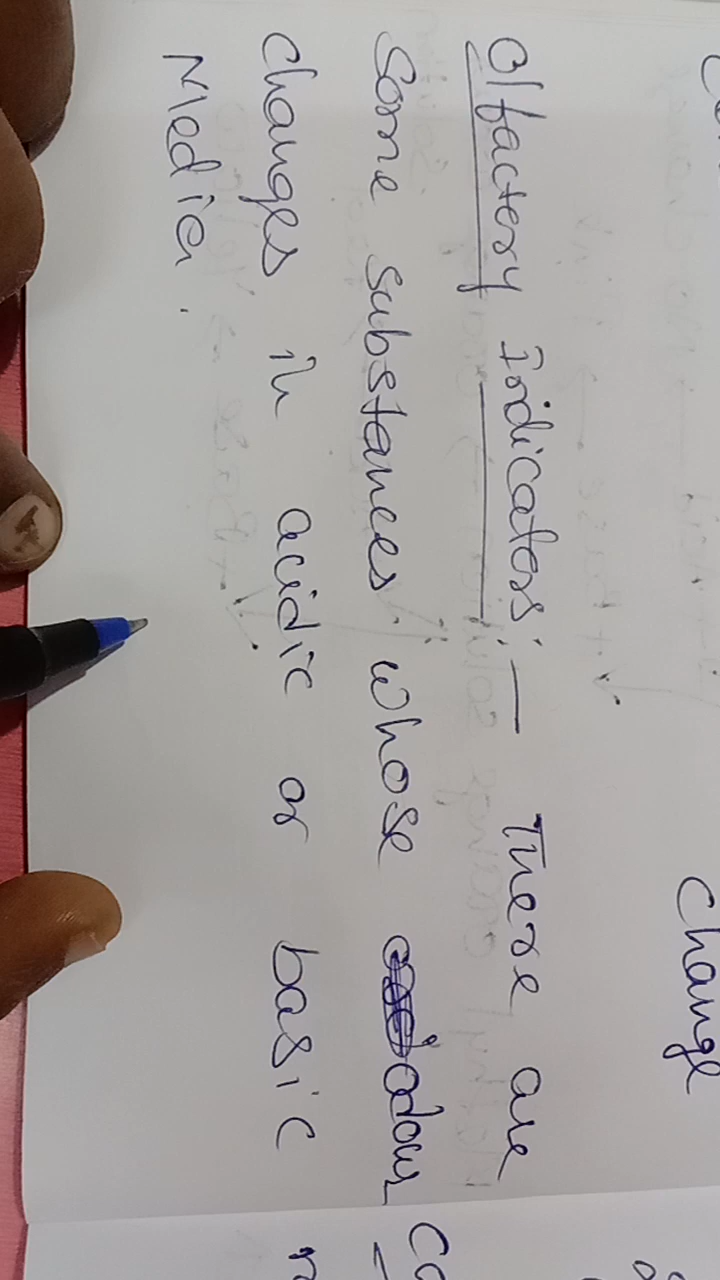 change
Olfactory Indicators:— These are
some substances whose odour
changes in acidic or basic
Media.